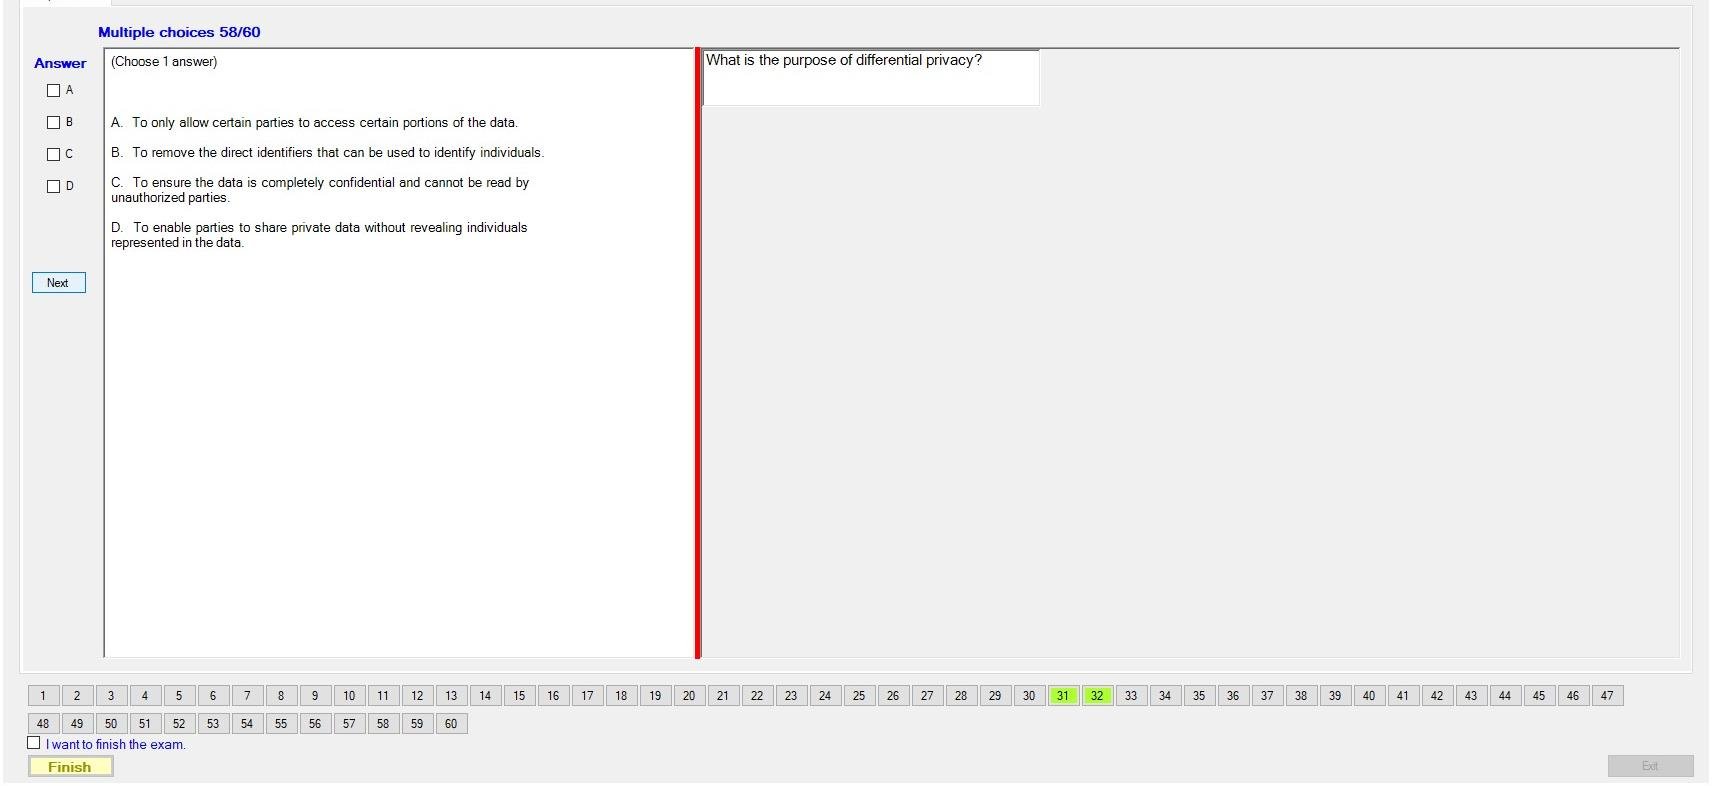 Multiple choices 58/60
Answer
(Choose 1 answer)
What is the purpose of differential privacy?
A
B
C
D
A. To only allow certain parties to access certain portions of the data.
B. To remove the direct identifiers that can be used to identify individuals.
C. To ensure the data is completely confidential and cannot be read by
unauthorized parties.
D. To enable parties to share private data without revealing individuals
represented in the data.
Next
1 2 3 4 5 6 7 8 9 10 11 12 13 14 15 16 17 18 19 20 21 22 23 24 25 26 27 28 29 30 31 32 33 34 35 36 37 38 39 40 41 42 43 44 45 46 47
48 49 50 51 52 53 54 55 56 57 58 59 60
I want to finish the exam.
Finish
Exit